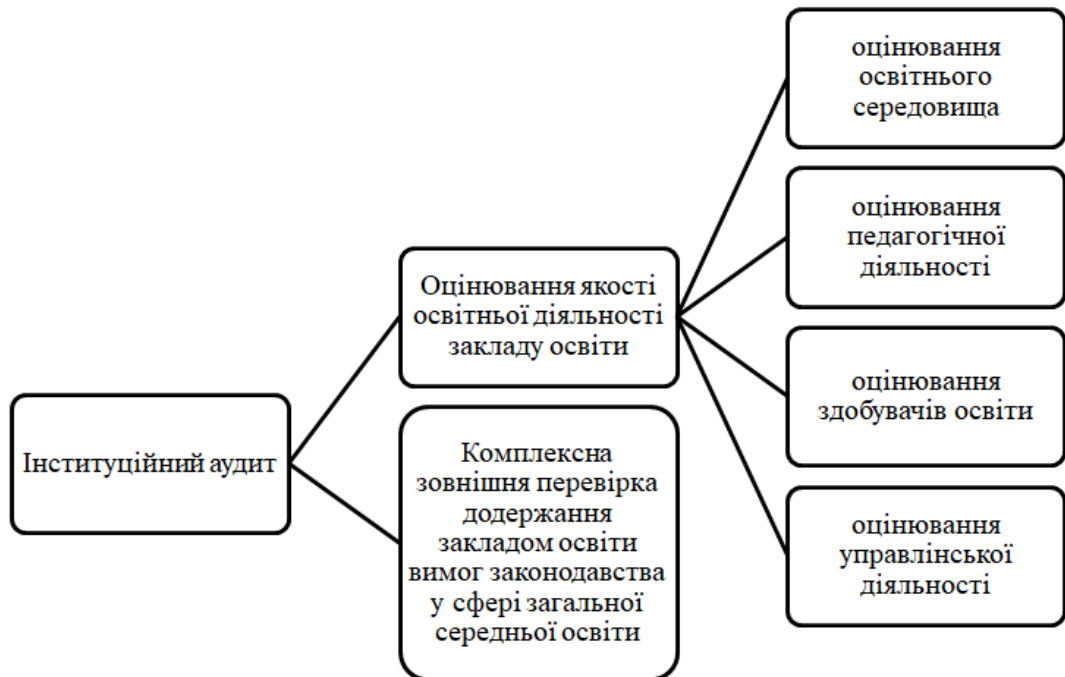 Інституційний аудит
Оцінювання якості
освітньої діяльності
закладу освіти
Комплексна
зовнішня перевірка
додержання
закладом освіти
вимог законодавства
у сфері загальної
середньої освіти
оцінювання
освітнього
середовища
оцінювання
педагогічної
діяльності
оцінювання
здобувачів освіти
оцінювання
управлінської
діяльності